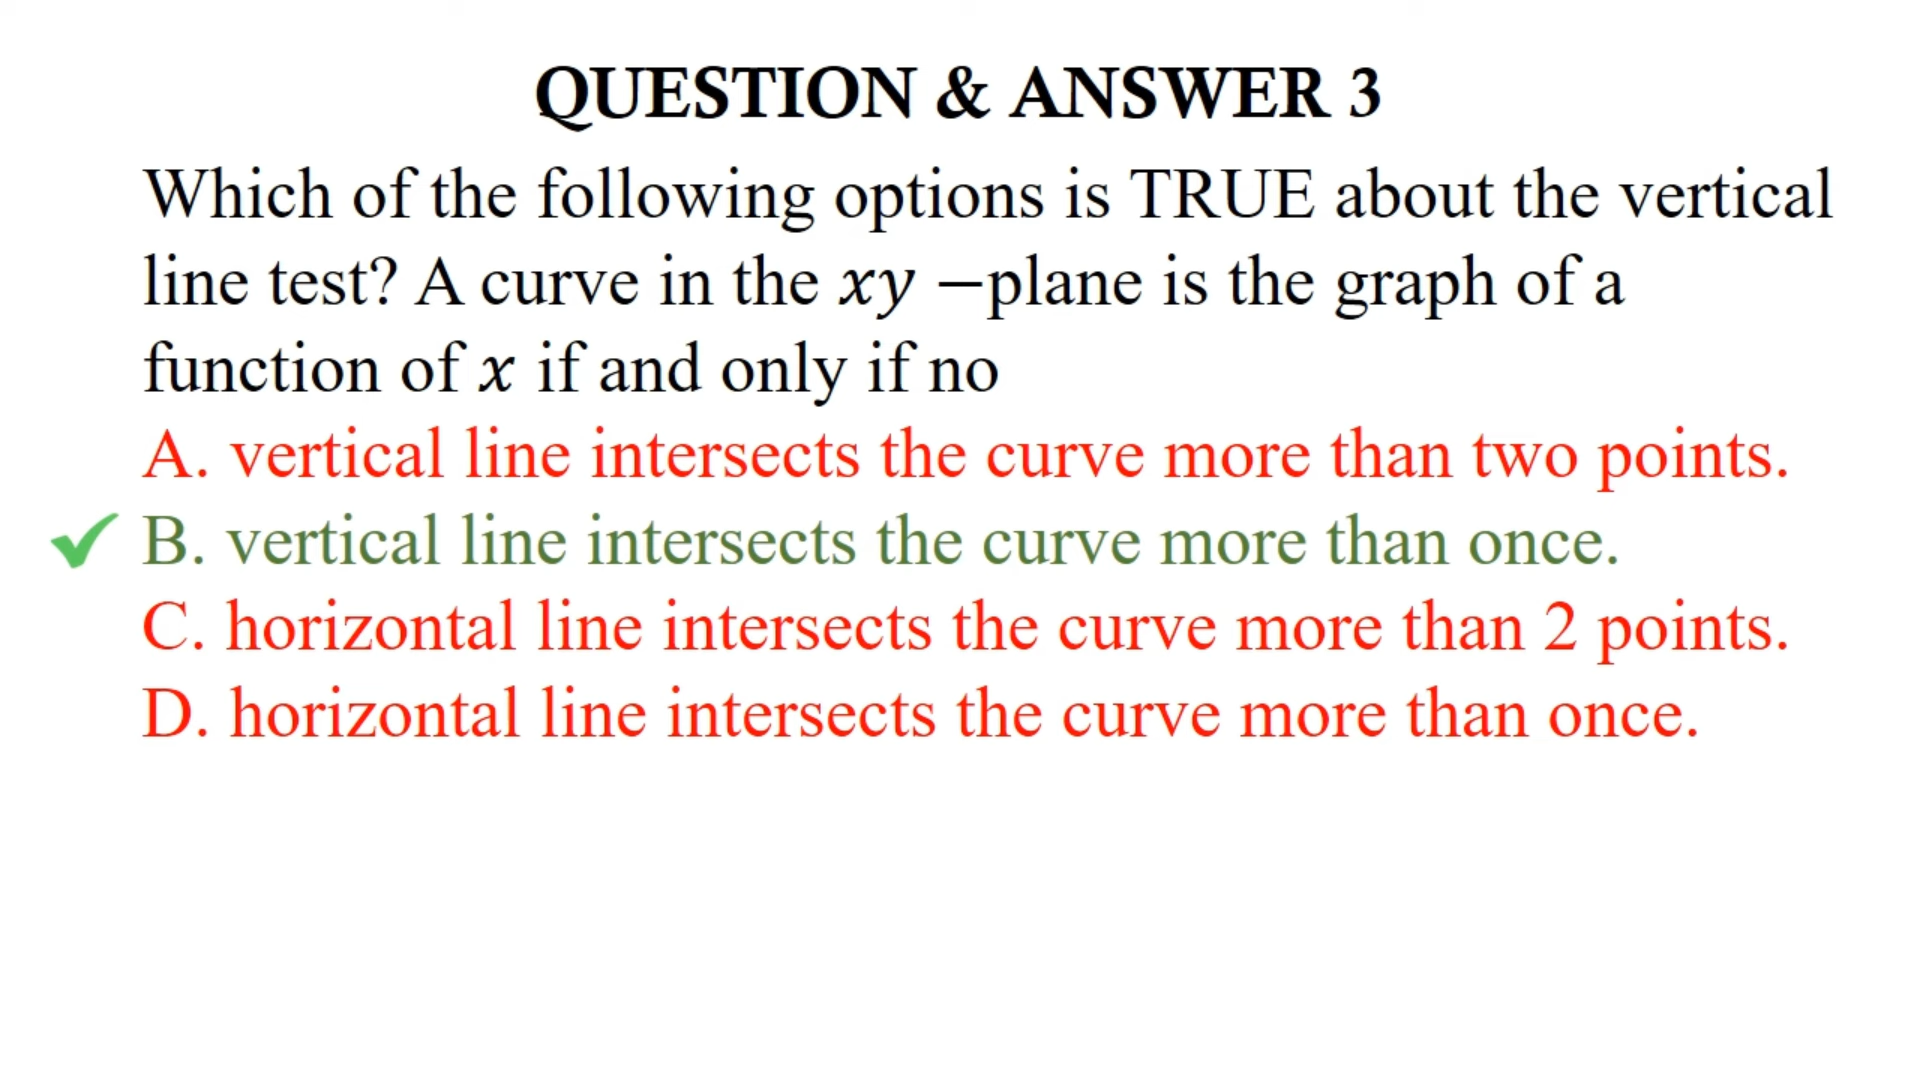 QUESTION & ANSWER 3
Which of the following options is TRUE about the vertical
line test? A curve in the 𝑥𝑦 −plane is the graph of a
function of 𝑥 if and only if no
A. vertical line intersects the curve more than two points.
B. vertical line intersects the curve more than once.
C. horizontal line intersects the curve more than 2 points.
D. horizontal line intersects the curve more than once.